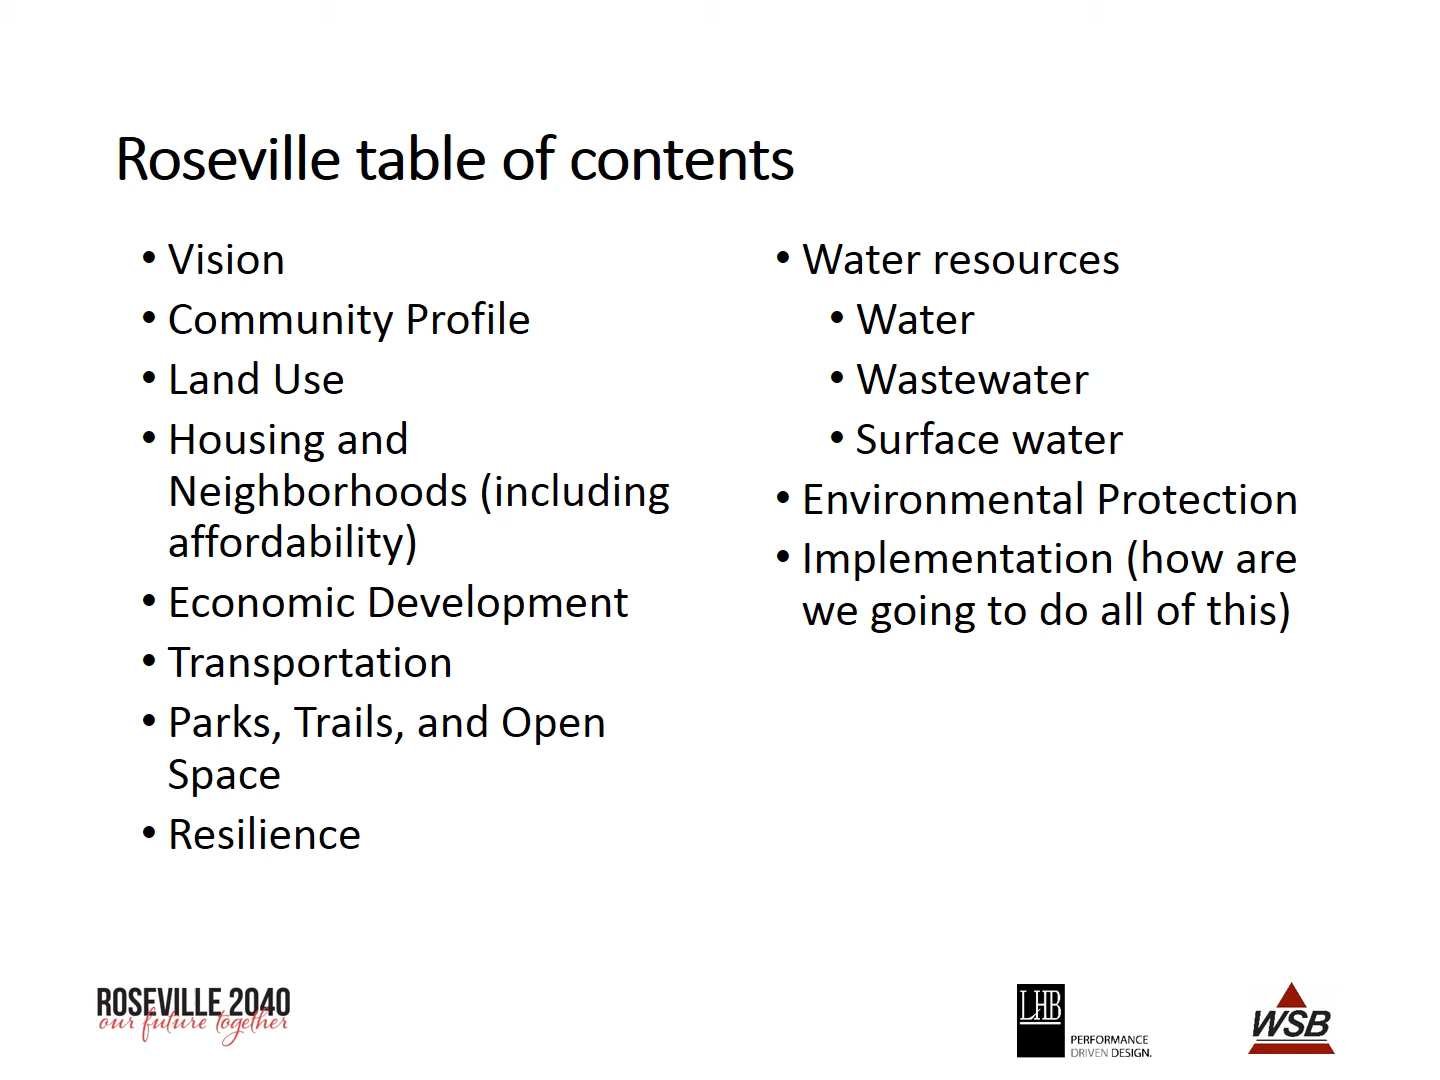 Roseville table of contents
• Vision
• Community Profile
• Land Use
• Housing and
Neighborhoods (including
affordability)
• Economic Development
• Transportation
• Parks, Trails, and Open
Space
• Resilience
• Water resources
• Water
• Wastewater
• Surface water
• Environmental Protection
• Implementation (how are
we going to do all of this)
ROSEVILLE 2040
our future together
LHB
PERFORMANCE
DRIVEN DESIGN.
WSB